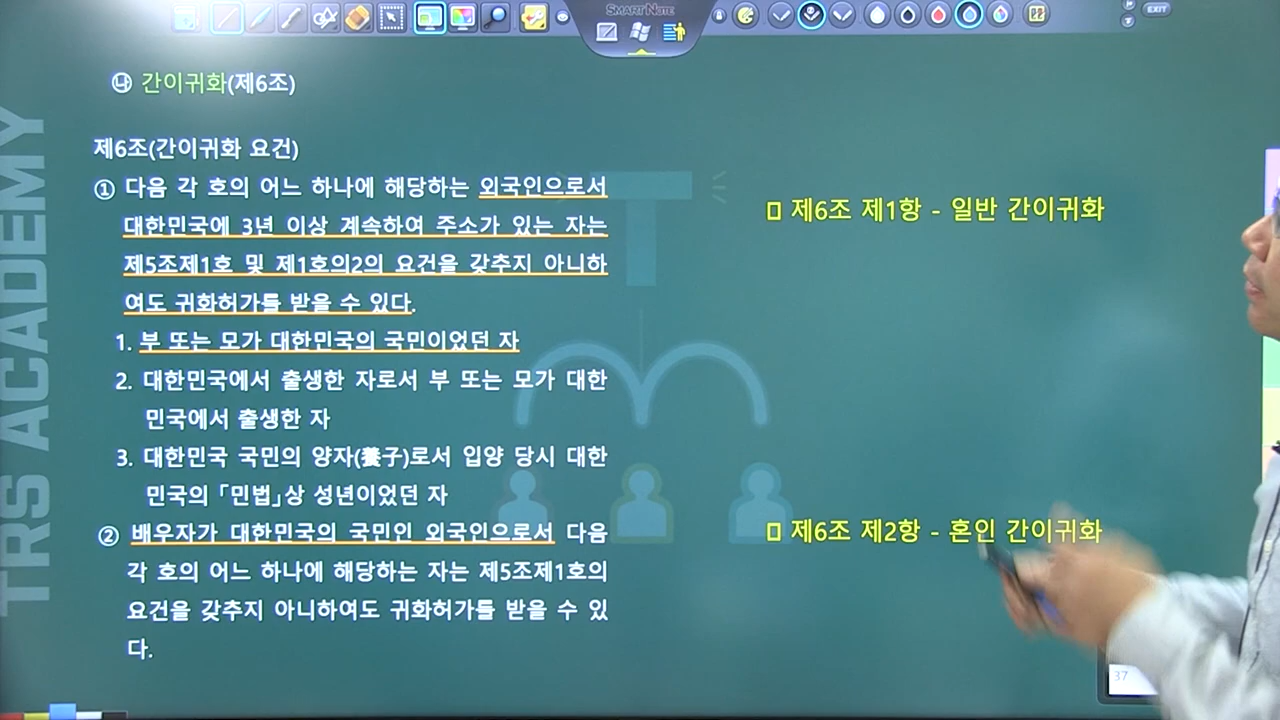 SMART NOTE
EXIT
㉯ 간이귀화(제6조)
제6조(간이귀화 요건)
① 다음 각 호의 어느 하나에 해당하는 외국인으로서
대한민국에 3년 이상 계속하여 주소가 있는 자는
제5조제1호 및 제1호의2의 요건을 갖추지 아니하
여도 귀화허가를 받을 수 있다.
1. 부 또는 모가 대한민국의 국민이었던 자
2. 대한민국에서 출생한 자로서 부 또는 모가 대한
민국에서 출생한 자
3. 대한민국 국민의 양자(養子)로서 입양 당시 대한
민국의 「민법」상 성년이었던 자
② 배우자가 대한민국의 국민인 외국인으로서 다음
각 호의 어느 하나에 해당하는 자는 제5조제1호의
요건을 갖추지 아니하여도 귀화허가를 받을 수 있
다.
제6조 제1항 - 일반 간이귀화
제6조 제2항 - 혼인 간이귀화
TRS ACADEMY
37